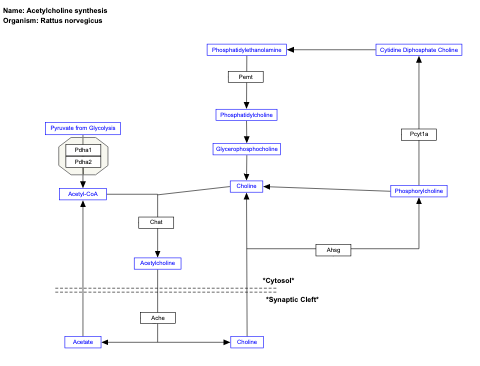 Name: Acetylcholine synthesis
Organism: Rattus norvegicus
Phosphatidylethanolamine
Cytidine Diphosphate Choline
Pemt
Phosphatidylcholine
Pyruvate from Glycolysis
Pcyt1a
Pdha1
Glycerophosphocholine
Pdha2
Acetyl-CoA
Choline
Phosphorylcholine
Chat
Ahsg
Acetylcholine
*Cytosol*
*Synaptic Cleft*
Ache
Acetate
Choline